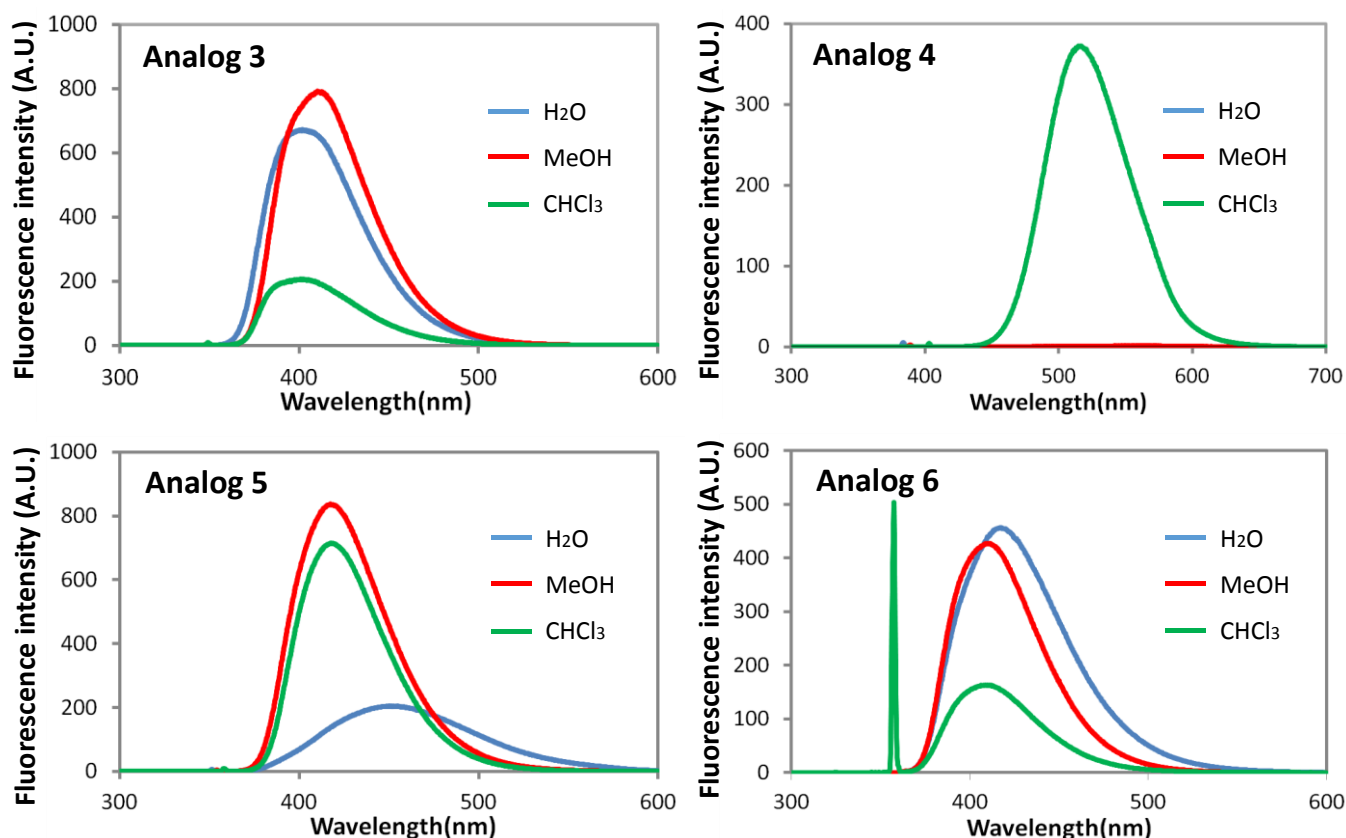 Fluorescence intensity (A.U.)
1000
800
600
400
200
0
Analog 3
H₂O
MeOH
CHCl₃
300 400 500 600
Wavelength(nm)
Fluorescence intensity (A.U.)
400
300
200
100
0
Analog 4
H₂O
MeOH
CHCl₃
300 400 500 600 700
Wavelength(nm)
Fluorescence intensity (A.U.)
1000
800
600
400
200
0
Analog 5
H₂O
MeOH
CHCl₃
300 400 500 600
Wavelength(nm)
Fluorescence intensity (A.U.)
600
500
400
300
200
100
0
Analog 6
H₂O
MeOH
CHCl₃
300 400 500 600
Wavelength(nm)